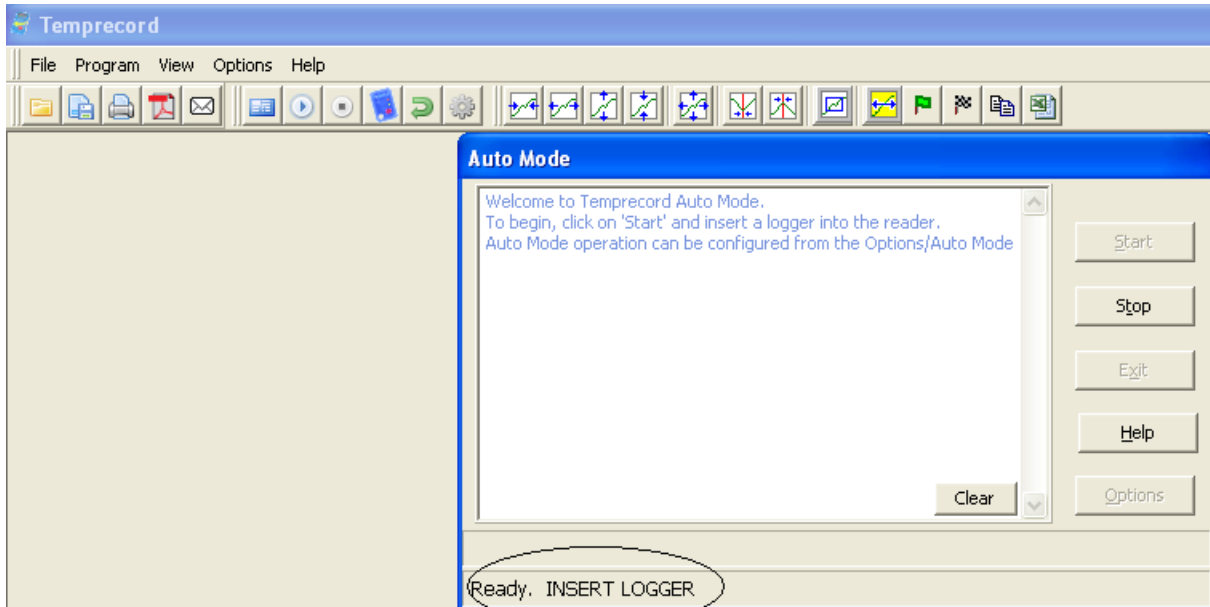 Temprecord
File Program View Options Help
Auto Mode
Welcome to Temprecord Auto Mode.
To begin, click on 'Start' and insert a logger into the reader.
Auto Mode operation can be configured from the Options/Auto Mode
Start
Stop
Exit
Help
Clear
Options
Ready. INSERT LOGGER